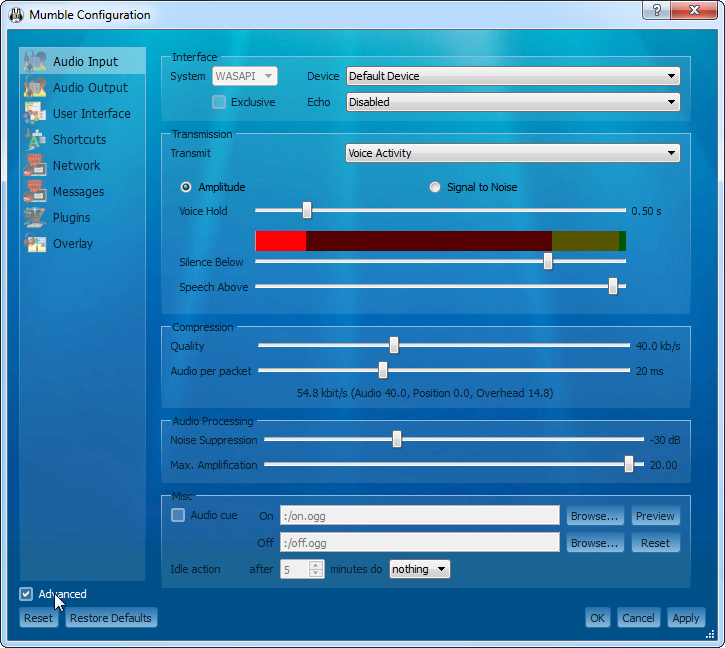 Mumble Configuration
Audio Input
Audio Output
User Interface
Shortcuts
Network
Messages
Plugins
Overlay
Interface
System WASAPI Device Default Device
Exclusive Echo Disabled
Transmission
Transmit Voice Activity
Amplitude Signal to Noise
Voice Hold 0.50 s
Silence Below
Speech Above
Compression
Quality 40.0 kb/s
Audio per packet 20 ms
54.8 kbit/s (Audio 40.0, Position 0.0, Overhead 14.8)
Audio Processing
Noise Suppression -30 dB
Max. Amplification 20.00
Misc
Audio cue On :/on.ogg Browse... Preview
Off :/off.ogg Browse... Reset
Idle action after 5 minutes do nothing
Advanced
Reset Restore Defaults OK Cancel Apply